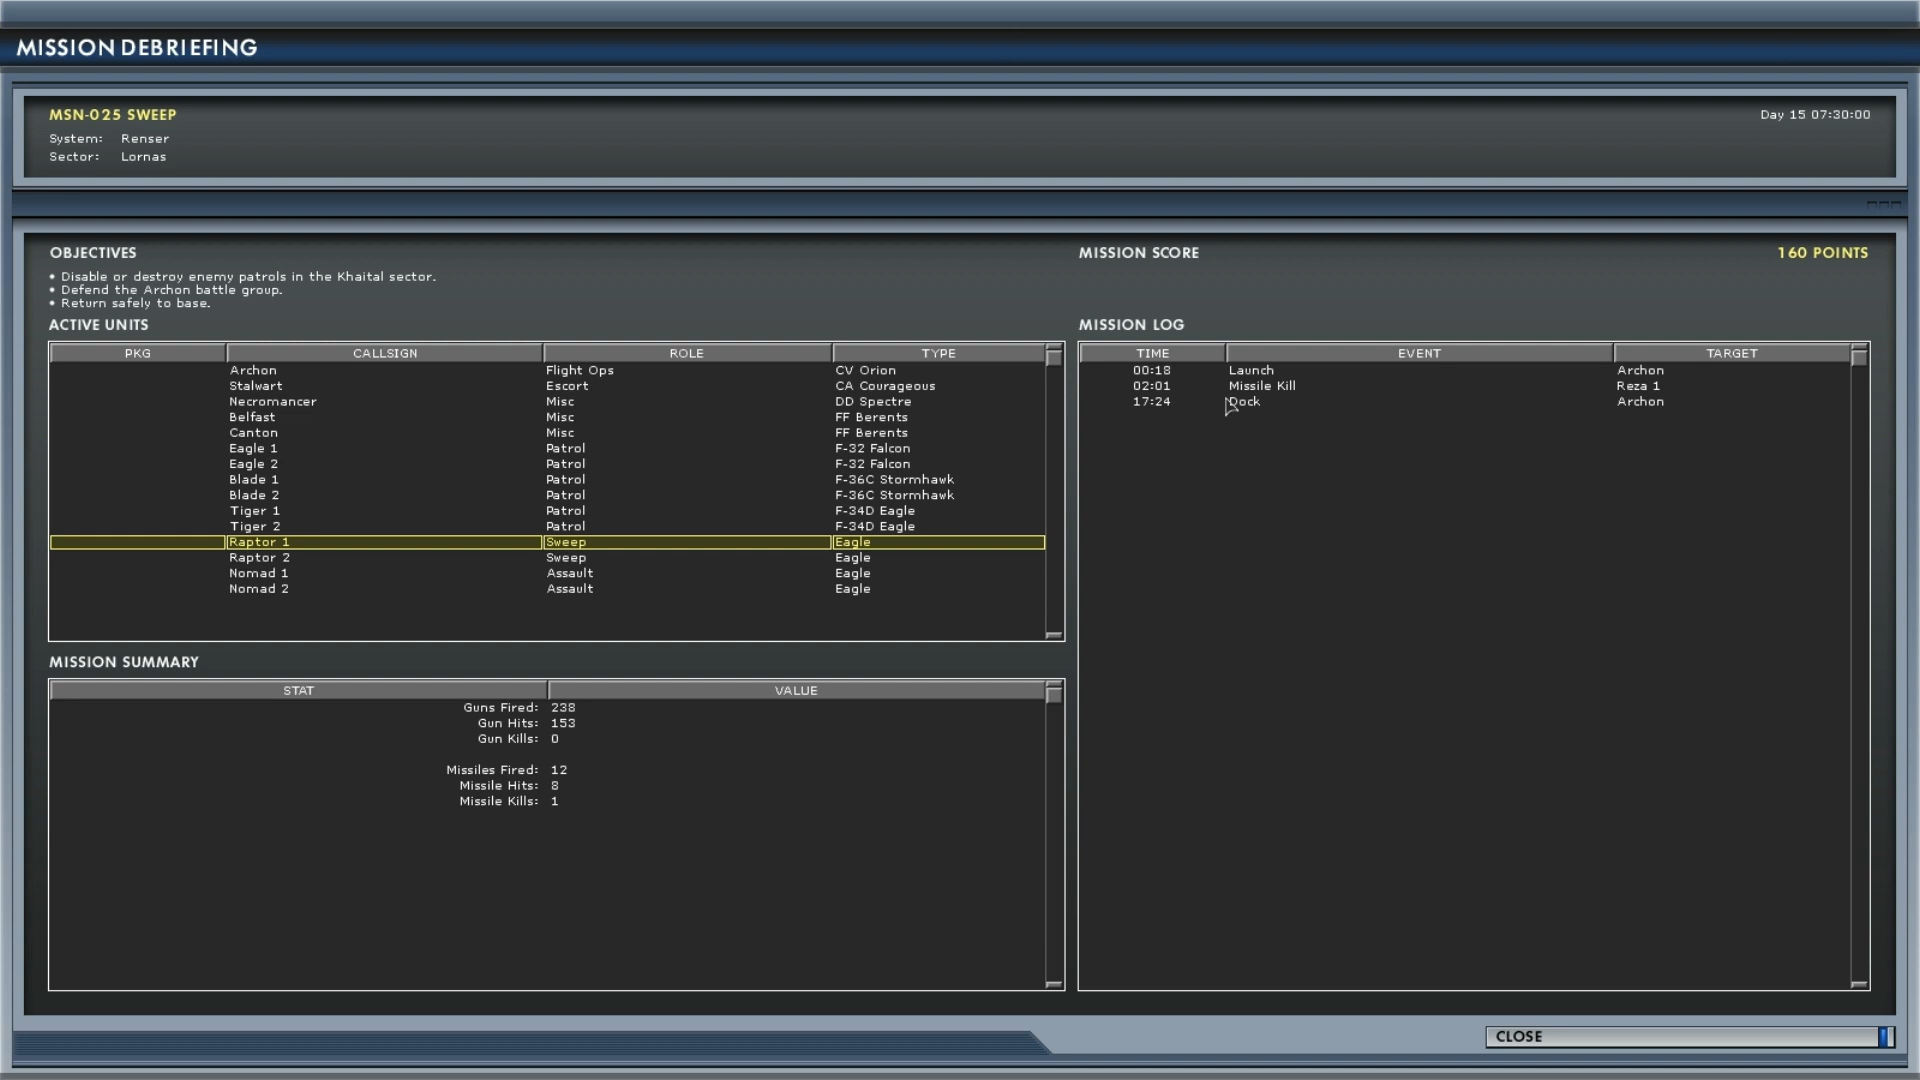 MISSION DEBRIEFING
MSN-025 SWEEP
Day 15 07:30:00
System: Renser
Sector: Lornas
OBJECTIVES
• Disable or destroy enemy patrols in the Khaital sector.
• Defend the Archon battle group.
• Return safely to base.
MISSION SCORE
160 POINTS
ACTIVE UNITS
PKG CALLSIGN ROLE TYPE
Archon Flight Ops CV Orion
Stalwart Escort CA Courageous
Necromancer Misc DD Spectre
Belfast Misc FF Berents
Canton Misc FF Berents
Eagle 1 Patrol F-32 Falcon
Eagle 2 Patrol F-32 Falcon
Blade 1 Patrol F-36C Stormhawk
Blade 2 Patrol F-36C Stormhawk
Tiger 1 Patrol F-34D Eagle
Tiger 2 Patrol F-34D Eagle
Raptor 1 Sweep Eagle
Raptor 2 Sweep Eagle
Nomad 1 Assault Eagle
Nomad 2 Assault Eagle
MISSION LOG
TIME EVENT TARGET
00:18 Launch Archon
02:01 Missile Kill Reza 1
17:24 Dock Archon
MISSION SUMMARY
STAT VALUE
Guns Fired: 238
Gun Hits: 153
Gun Kills: 0
Missiles Fired: 12
Missile Hits: 8
Missile Kills: 1
CLOSE